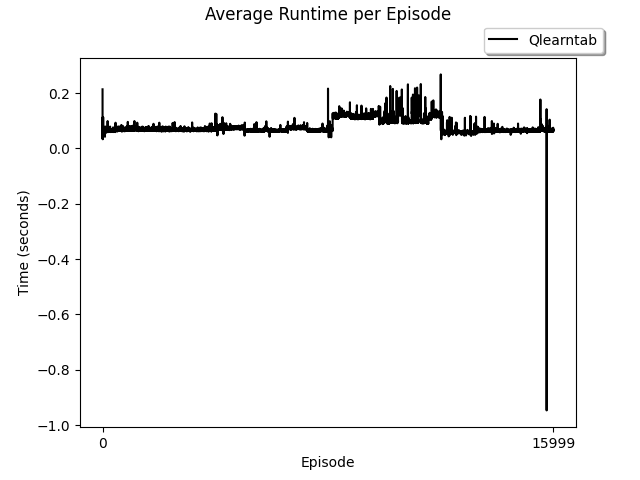 Average Runtime per Episode
Qlearntab
0.2
0.0
−0.2
−0.4
−0.6
−0.8
−1.0
Time (seconds)
0
15999
Episode